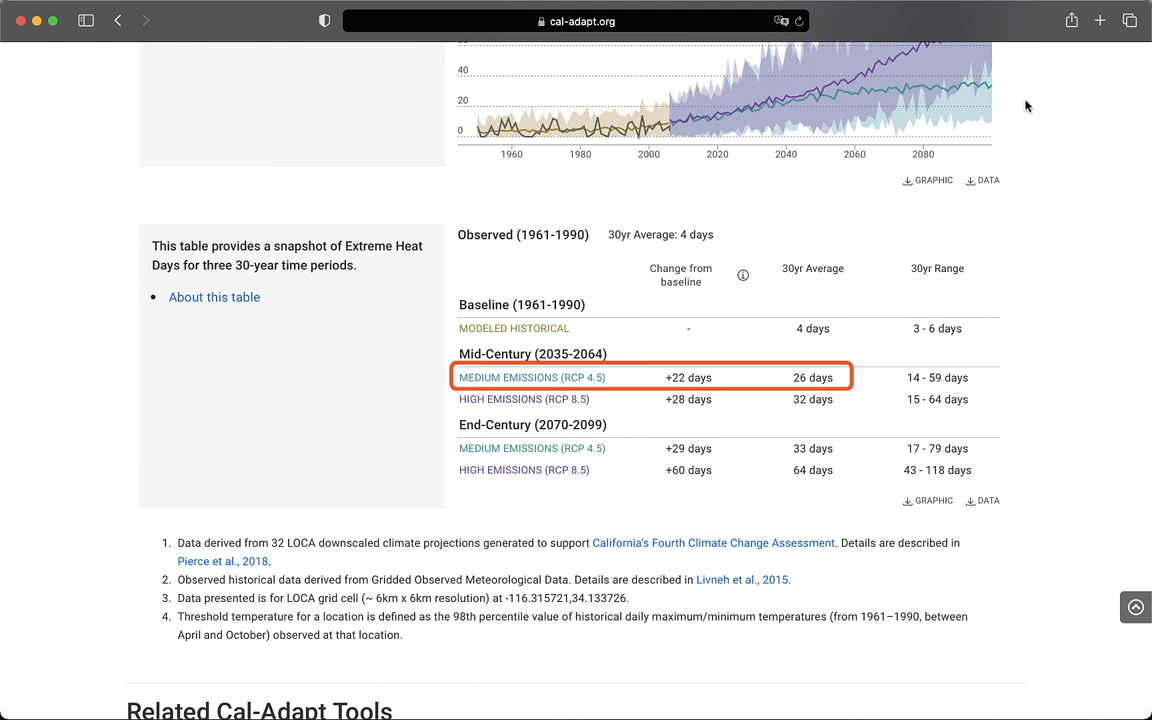 cal-adapt.org
40
20
0
1960 1980 2000 2020 2040 2060 2080
GRAPHIC DATA
This table provides a snapshot of Extreme Heat
Days for three 30-year time periods.
About this table
Observed (1961-1990) 30yr Average: 4 days
Change from
baseline
30yr Average
30yr Range
Baseline (1961-1990)
MODELED HISTORICAL - 4 days 3 - 6 days
Mid-Century (2035-2064)
MEDIUM EMISSIONS (RCP 4.5) +22 days 26 days 14 - 59 days
HIGH EMISSIONS (RCP 8.5) +28 days 32 days 15 - 64 days
End-Century (2070-2099)
MEDIUM EMISSIONS (RCP 4.5) +29 days 33 days 17 - 79 days
HIGH EMISSIONS (RCP 8.5) +60 days 64 days 43 - 118 days
GRAPHIC DATA
1. Data derived from 32 LOCA downscaled climate projections generated to support California's Fourth Climate Change Assessment. Details are described in
Pierce et al., 2018.
2. Observed historical data derived from Gridded Observed Meteorological Data. Details are described in Livneh et al., 2015.
3. Data presented is for LOCA grid cell (~ 6km x 6km resolution) at -116.315721,34.133726.
4. Threshold temperature for a location is defined as the 98th percentile value of historical daily maximum/minimum temperatures (from 1961–1990, between
April and October) observed at that location.
Related Cal-Adapt Tools